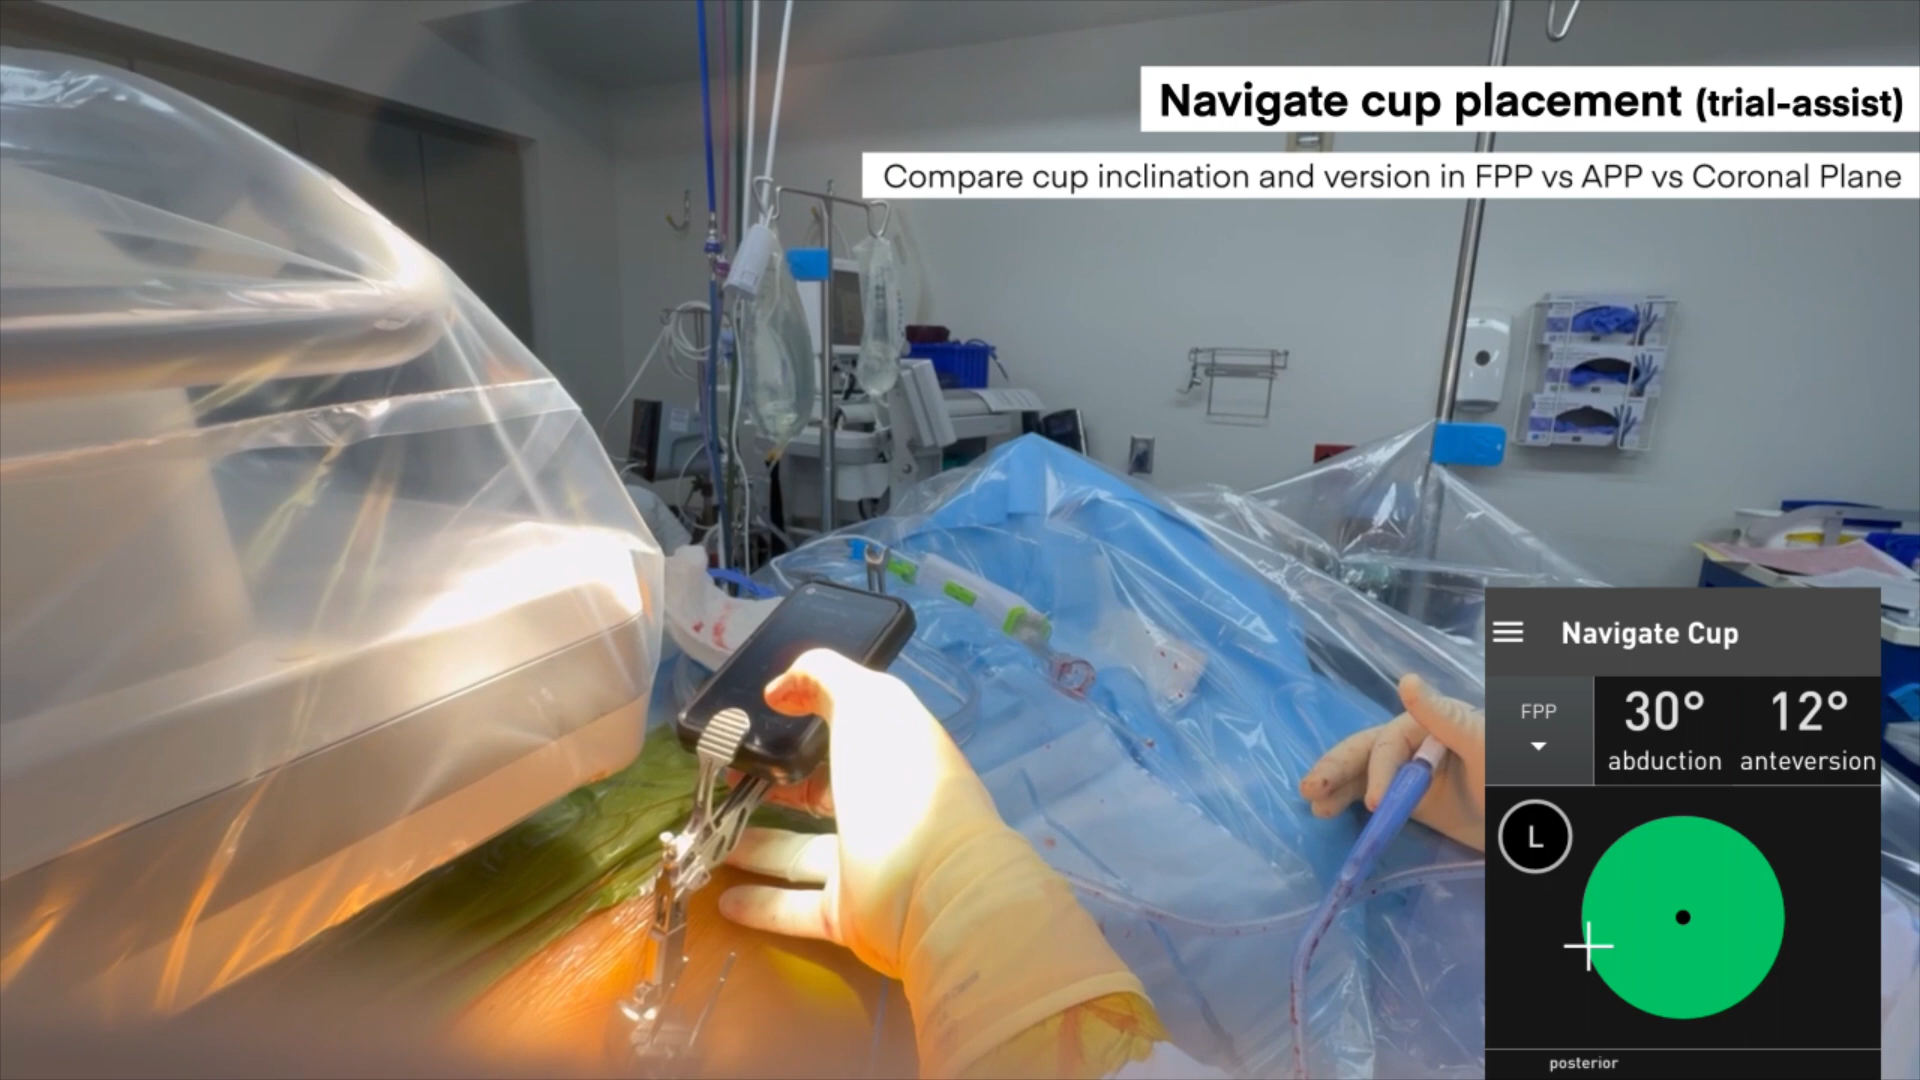 Navigate cup placement (trial-assist)
Compare cup inclination and version in FPP vs APP vs Coronal Plane
Navigate Cup
FPP
30° 12°
abduction anteversion
L
posterior